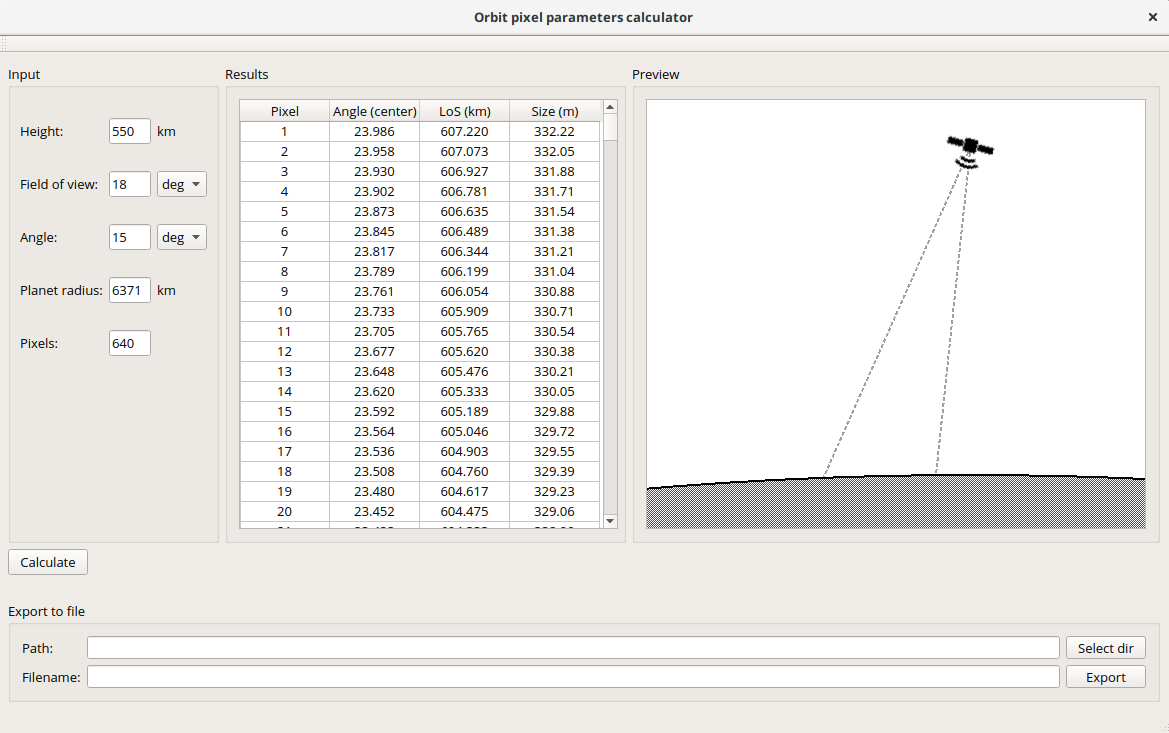 Orbit pixel parameters calculator
Input
Height: 550 km
Field of view: 18 deg
Angle: 15 deg
Planet radius: 6371 km
Pixels: 640
Results
Pixel Angle (center) LoS (km) Size (m)
1 23.986 607.220 332.22
2 23.958 607.073 332.05
3 23.930 606.927 331.88
4 23.902 606.781 331.71
5 23.873 606.635 331.54
6 23.845 606.489 331.38
7 23.817 606.344 331.21
8 23.789 606.199 331.04
9 23.761 606.054 330.88
10 23.733 605.909 330.71
11 23.705 605.765 330.54
12 23.677 605.620 330.38
13 23.648 605.476 330.21
14 23.620 605.333 330.05
15 23.592 605.189 329.88
16 23.564 605.046 329.72
17 23.536 604.903 329.55
18 23.508 604.760 329.39
19 23.480 604.617 329.23
20 23.452 604.475 329.06
Preview
Calculate
Export to file
Path: Select dir
Filename: Export